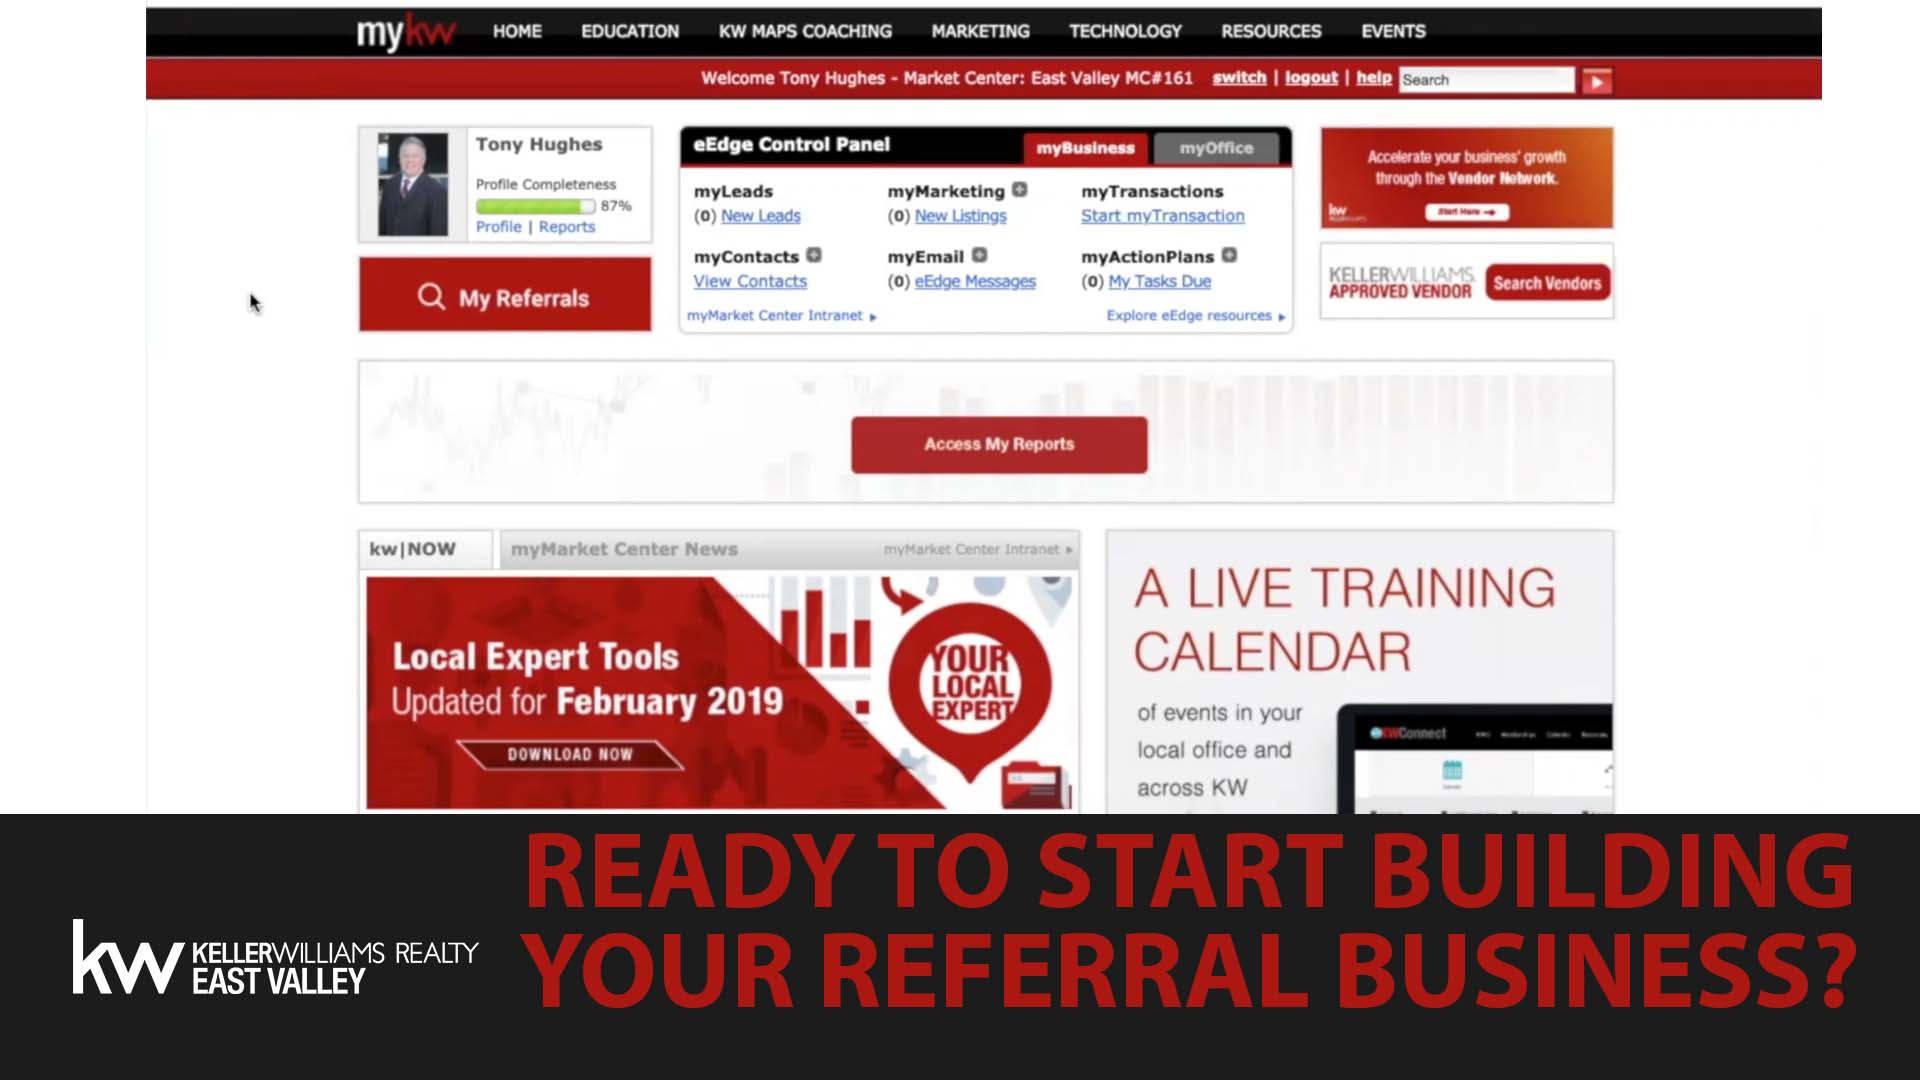 mykw HOME EDUCATION KW MAPS COACHING MARKETING TECHNOLOGY RESOURCES EVENTS
Welcome Tony Hughes - Market Center: East Valley MC#161 switch | logout | help Search
Tony Hughes
Profile Completeness
87%
Profile | Reports
My Referrals
eEdge Control Panel myBusiness myOffice
myLeads myMarketing myTransactions
(0) New Leads (0) New Listings Start myTransaction
myContacts myEmail myActionPlans
View Contacts (0) eEdge Messages (0) My Tasks Due
myMarket Center Intranet Explore eEdge resources
Accelerate your business' growth
through the Vendor Network.
kw
Start Here
KELLERWILLIAMS.
APPROVED VENDOR
Search Vendors
Access My Reports
kw|NOW myMarket Center News myMarket Center Intranet
Local Expert Tools
Updated for February 2019
DOWNLOAD NOW
YOUR
LOCAL
EXPERT
A LIVE TRAINING
CALENDAR
of events in your
local office and
across KW
KWConnect
READY TO START BUILDING
YOUR REFERRAL BUSINESS?
kw KELLERWILLIAMS REALTY
EAST VALLEY